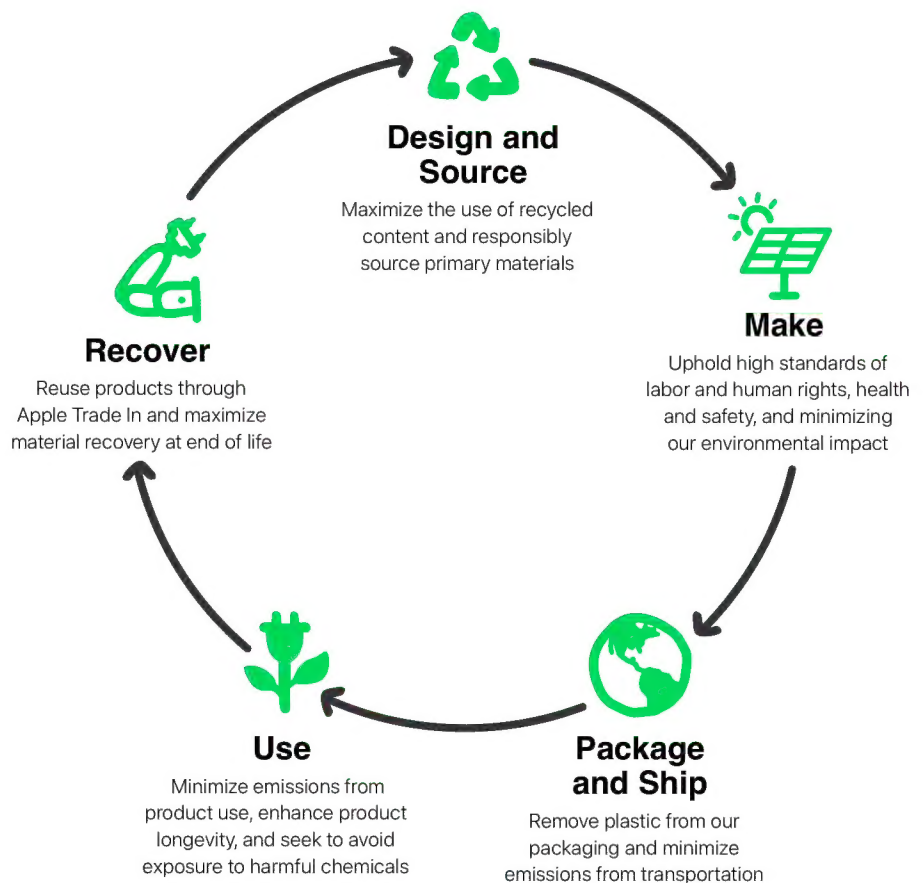 Design and
Source
Maximize the use of recycled
content and responsibly
source primary materials
Make
Uphold high standards of
labor and human rights, health
and safety, and minimizing
our environmental impact
Package
and Ship
Remove plastic from our
packaging and minimize
emissions from transportation
Use
Minimize emissions from
product use, enhance product
longevity, and seek to avoid
exposure to harmful chemicals
Recover
Reuse products through
Apple Trade In and maximize
material recovery at end of life